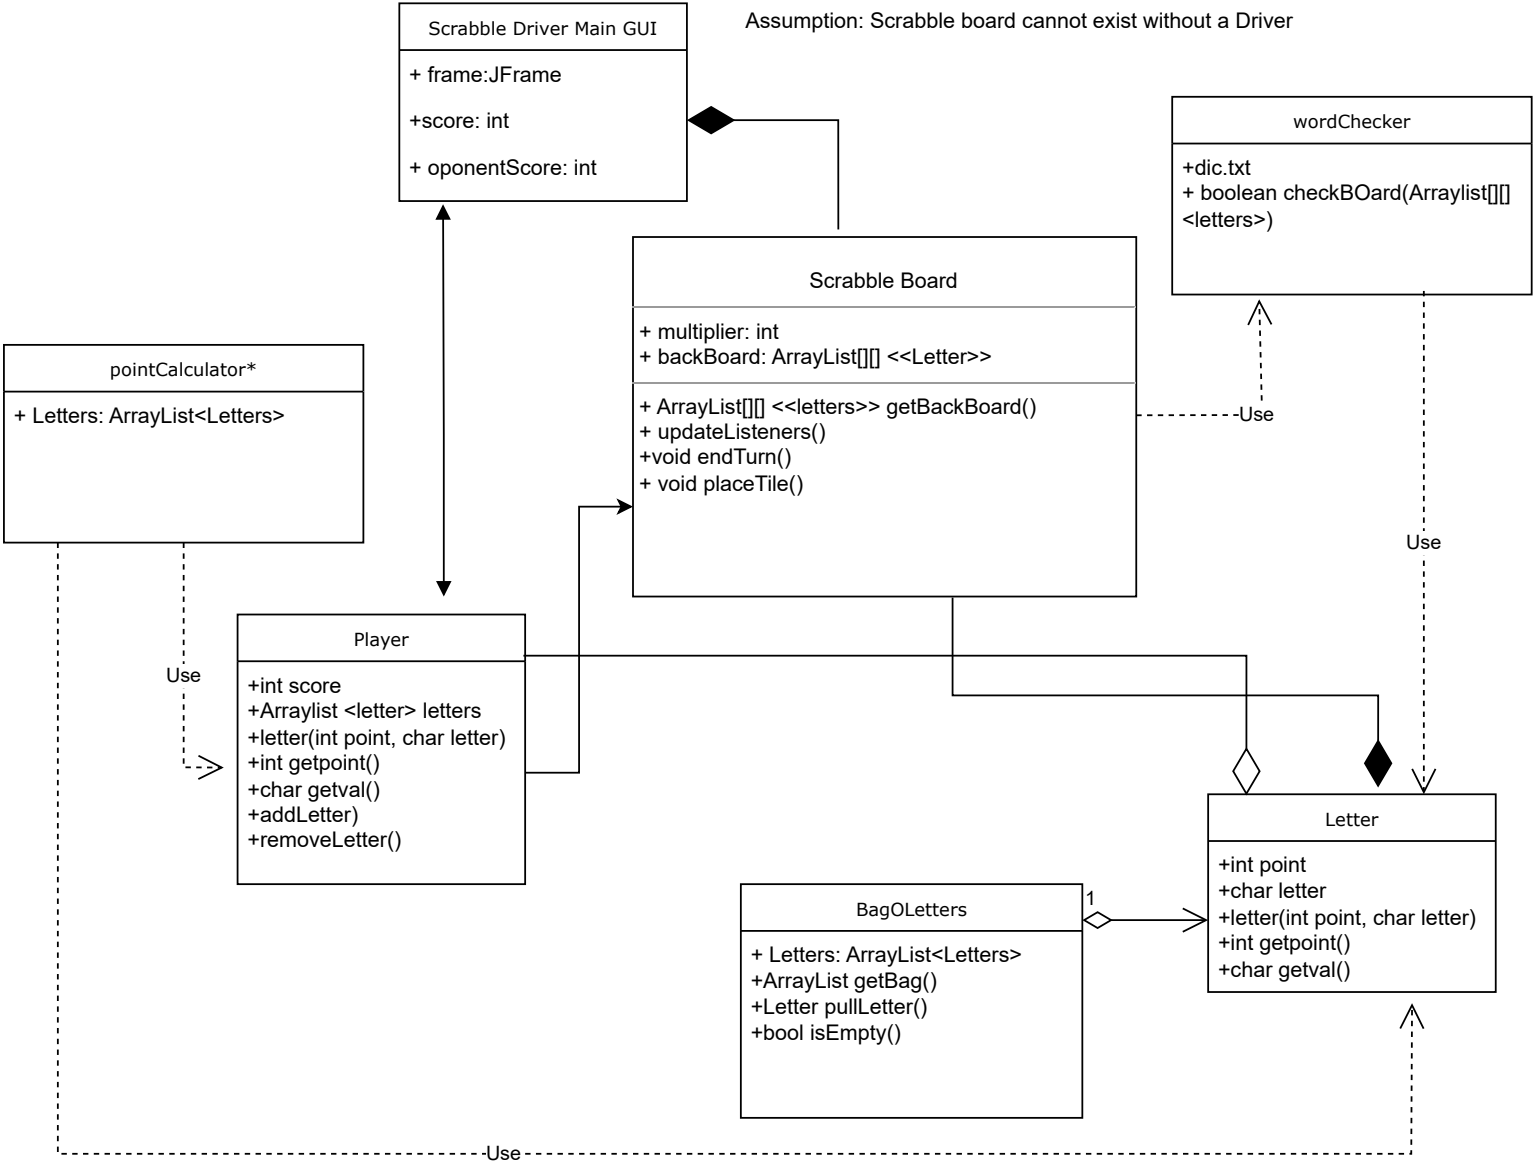 Assumption: Scrabble board cannot exist without a Driver
Scrabble Driver Main GUI
+ frame:JFrame
+score: int
+ oponentScore: int
wordChecker
+dic.txt
+ boolean checkBOard(Arraylist[][]
<letters>)
Scrabble Board
+ multiplier: int
+ backBoard: ArrayList[][] <<Letter>>
+ ArrayList[][] <<letters>> getBackBoard()
+ updateListeners()
+void endTurn()
+ void placeTile()
Use
pointCalculator*
+ Letters: ArrayList<Letters>
Use
Use
Player
+int score
+Arraylist <letter> letters
+letter(int point, char letter)
+int getpoint()
+char getval()
+addLetter)
+removeLetter()
Letter
+int point
+char letter
+letter(int point, char letter)
+int getpoint()
+char getval()
1
BagOLetters
+ Letters: ArrayList<Letters>
+ArrayList getBag()
+Letter pullLetter()
+bool isEmpty()
Use